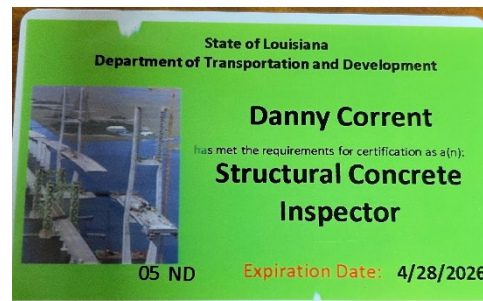 State of Louisiana
Department of Transportation and Development
Danny Corrent
has met the requirements for certification as a(n):
Structural Concrete
Inspector
05 ND Expiration Date: 4/28/2026